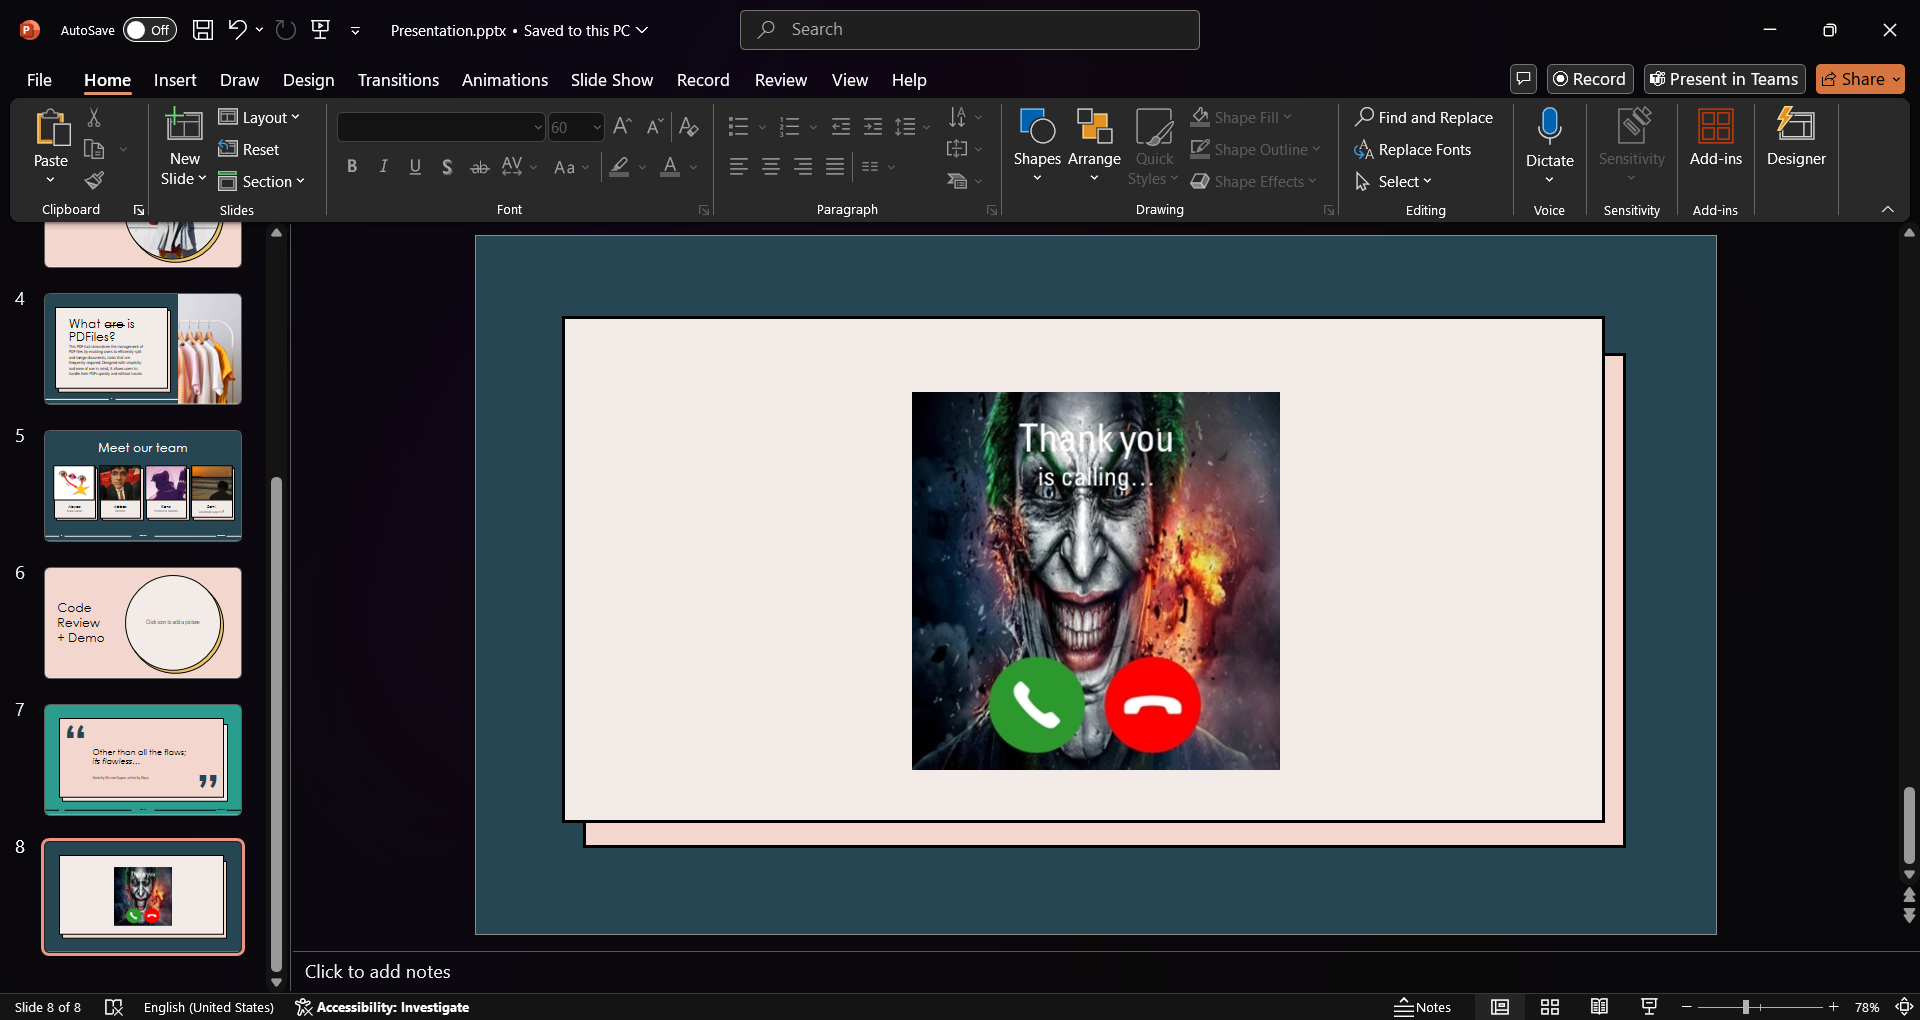 AutoSave Off Presentation.pptx • Saved to this PC Search
File Home Insert Draw Design Transitions Animations Slide Show Record Review View Help Record Present in Teams Share
Paste
Clipboard
New
Slide
Layout
Reset
Section
Slides
60
Font
Paragraph
Shapes
Arrange
Quick
Styles
Shape Fill
Shape Outline
Shape Effects
Drawing
Find and Replace
Replace Fonts
Select
Editing
Dictate
Voice
Sensitivity
Sensitivity
Add-ins
Add-ins
Designer
4
What are is
PDFiles?
5
Meet our team
6
Code
Review
+ Demo
Click icon to add a picture
7
“
Other than all the flaws;
its flawless...
”
8
Thank you
is calling...
Click to add notes
Slide 8 of 8 English (United States) Accessibility: Investigate Notes 78%